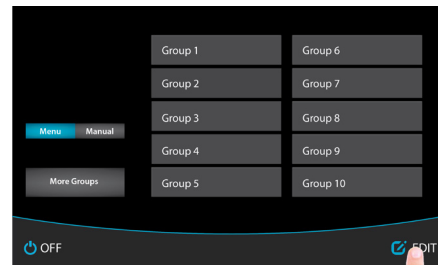 Group 1
Group 6
Group 2
Group 7
Group 3
Group 8
Menu
Manual
Group 4
Group 9
More Groups
Group 5
Group 10
OFF
EDIT